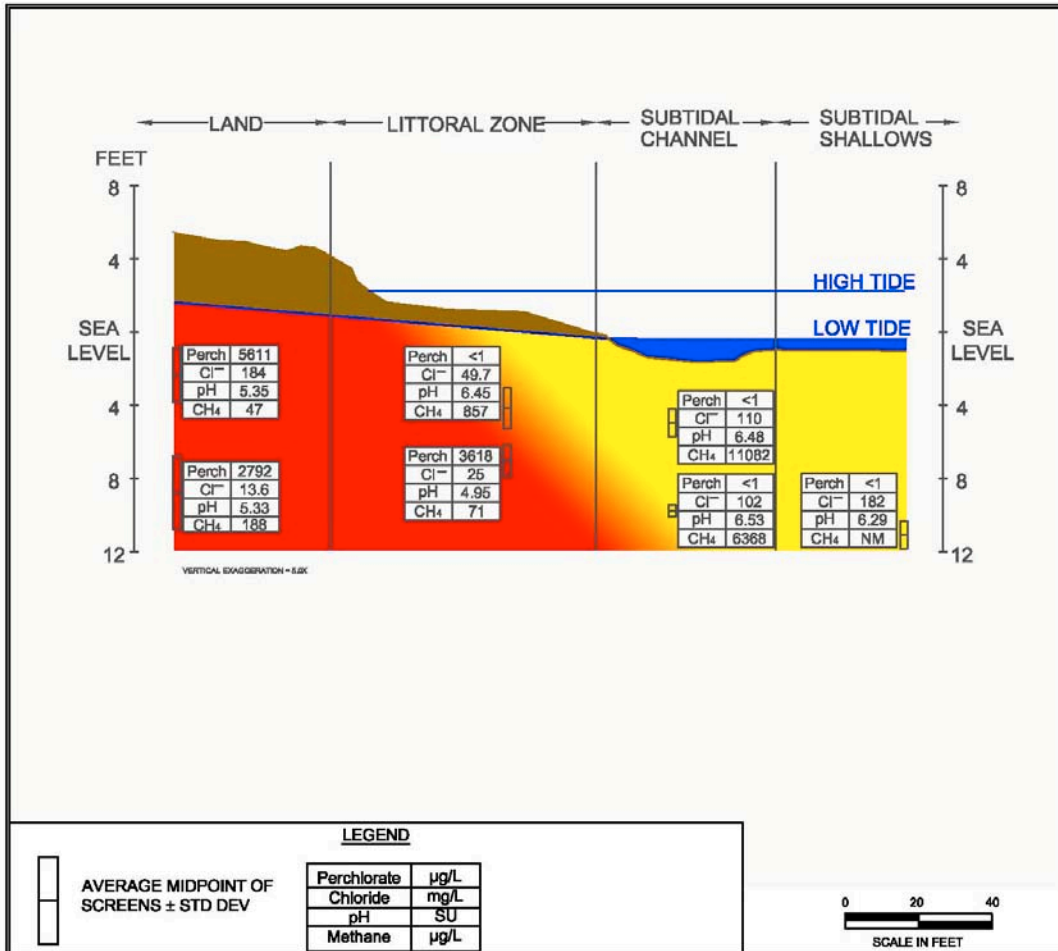 LAND
LITTORAL ZONE
SUBTIDAL
CHANNEL
SUBTIDAL
SHALLOWS
FEET
8
4
SEA
LEVEL
4
8
12
8
4
SEA
LEVEL
4
8
12
HIGH TIDE
LOW TIDE
Perch 5611
Cl⁻ 184
pH 5.35
CH₄ 47
Perch 2792
Cl⁻ 13.6
pH 5.33
CH₄ 188
Perch <1
Cl⁻ 49.7
pH 6.45
CH₄ 857
Perch 3618
Cl⁻ 25
pH 4.95
CH₄ 71
Perch <1
Cl⁻ 110
pH 6.48
CH₄ 11082
Perch <1
Cl⁻ 102
pH 6.53
CH₄ 6368
Perch <1
Cl⁻ 182
pH 6.29
CH₄ NM
VERTICAL EXAGGERATION = 5.0X
LEGEND
AVERAGE MIDPOINT OF
SCREENS ± STD DEV
Perchlorate µg/L
Chloride mg/L
pH SU
Methane µg/L
0 20 40
SCALE IN FEET